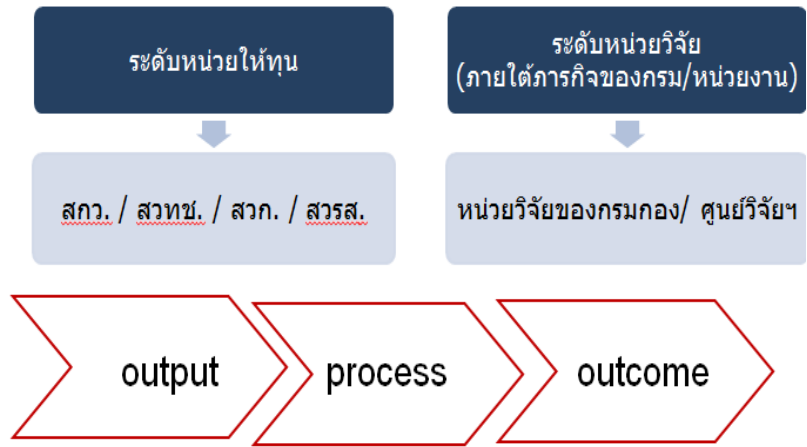 ระดับหน่วยให้ทุน
ระดับหน่วยวิจัย
(ภายใต้ภารกิจของกรม/หน่วยงาน)
สกว. / สวทช. / สวก. / สวรส.
หน่วยวิจัยของกรมกอง/ ศูนย์วิจัยฯ
output
process
outcome